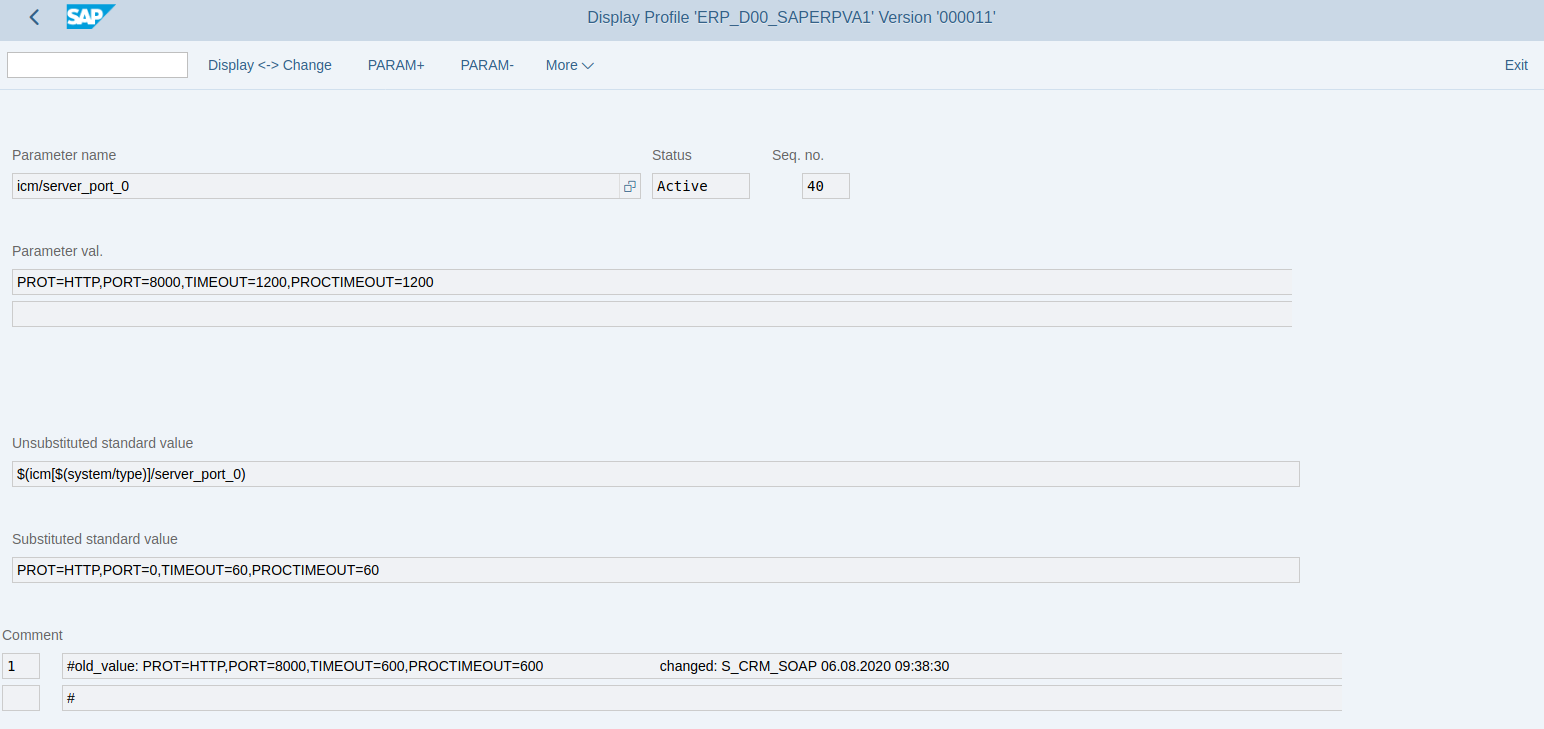 SAP
Display Profile 'ERP_D00_SAPERPVA1' Version '000011'
Display <-> Change PARAM+ PARAM- More Exit
Parameter name Status Seq. no.
icm/server_port_0 Active 40
Parameter val.
PROT=HTTP,PORT=8000,TIMEOUT=1200,PROCTIMEOUT=1200
Unsubstituted standard value
$(icm[$(system/type)]/server_port_0)
Substituted standard value
PROT=HTTP,PORT=0,TIMEOUT=60,PROCTIMEOUT=60
Comment
1 #old_value: PROT=HTTP,PORT=8000,TIMEOUT=600,PROCTIMEOUT=600 changed: S_CRM_SOAP 06.08.2020 09:38:30
#